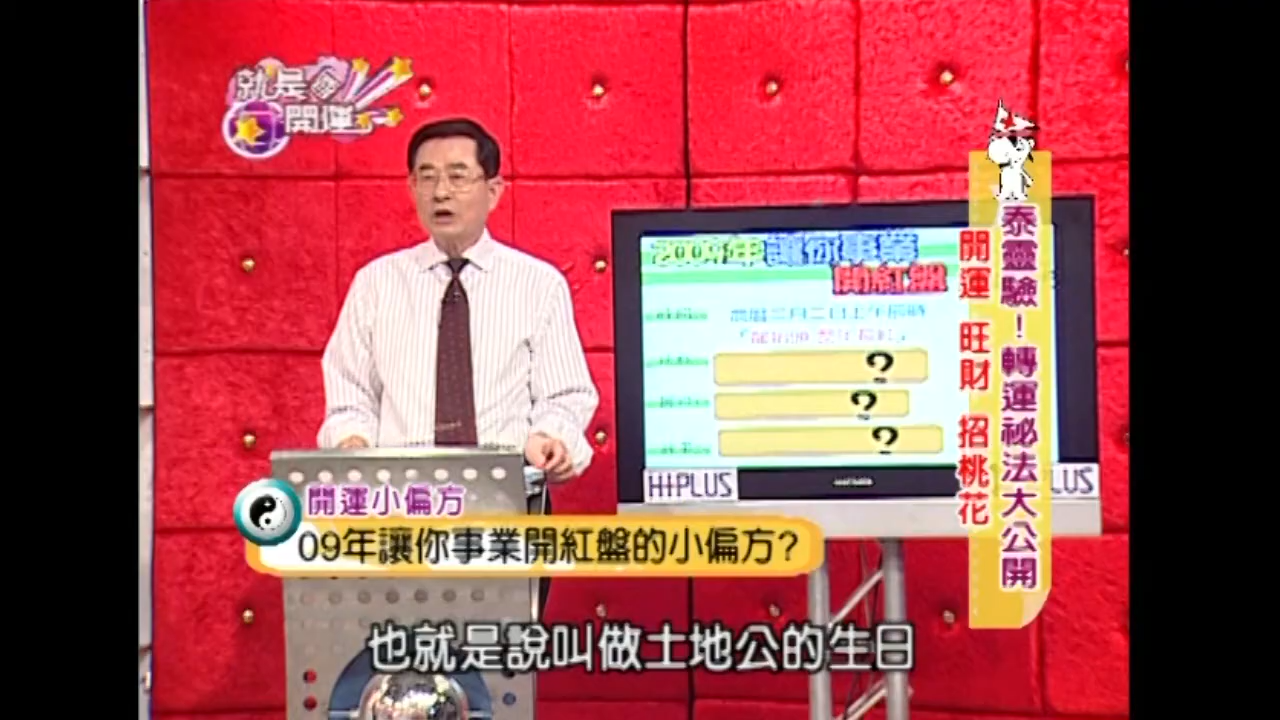 就是令
開運
泰靈驗！轉運祕法大公開
開運 旺財 招桃花
2009年讓你事業
開紅盤
農曆二月二日上午
?
?
?
HIPLUS
LUS
開運小偏方
09年讓你事業開紅盤的小偏方?
也就是說叫做土地公的生日